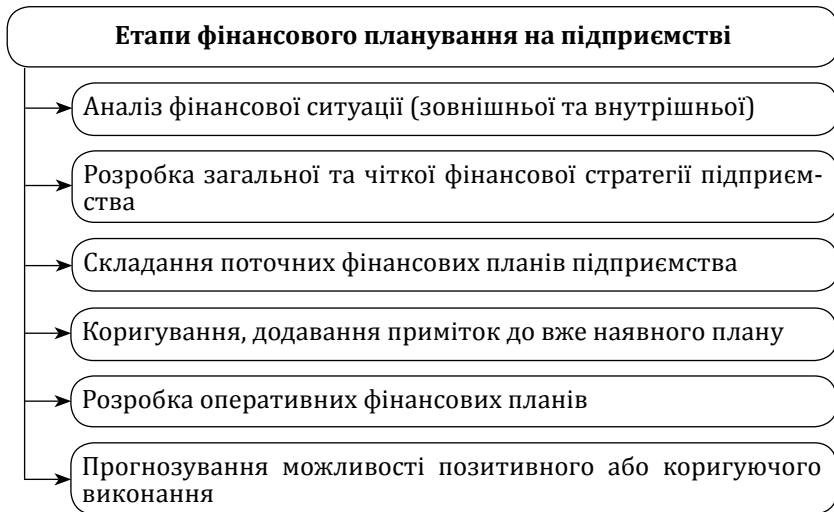 Етапи фінансового планування на підприємстві
Аналіз фінансової ситуації (зовнішньої та внутрішньої)
Розробка загальної та чіткої фінансової стратегії підприєм-
ства
Складання поточних фінансових планів підприємства
Коригування, додавання приміток до вже наявного плану
Розробка оперативних фінансових планів
Прогнозування можливості позитивного або коригуючого
виконання